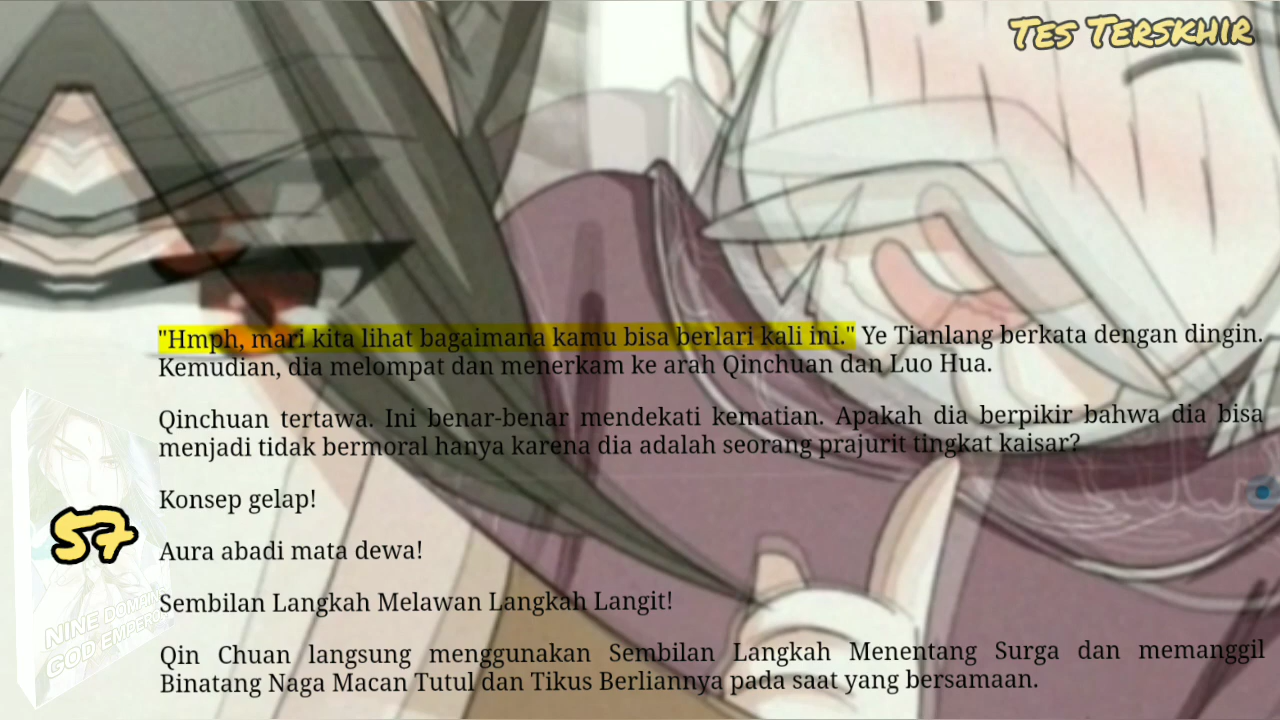 TES TERSKHIR
"Hmph, mari kita lihat bagaimana kamu bisa berlari kali ini." Ye Tianlang berkata dengan dingin.
Kemudian, dia melompat dan menerkam ke arah Qinchuan dan Luo Hua.
Qinchuan tertawa. Ini benar-benar mendekati kematian. Apakah dia berpikir bahwa dia bisa
menjadi tidak bermoral hanya karena dia adalah seorang prajurit tingkat kaisar?
Konsep gelap!
57
Aura abadi mata dewa!
Sembilan Langkah Melawan Langkah Langit!
NINE DOMAIN
GOD EMPEROR
Qin Chuan langsung menggunakan Sembilan Langkah Menentang Surga dan memanggil
Binatang Naga Macan Tutul dan Tikus Berliannya pada saat yang bersamaan.